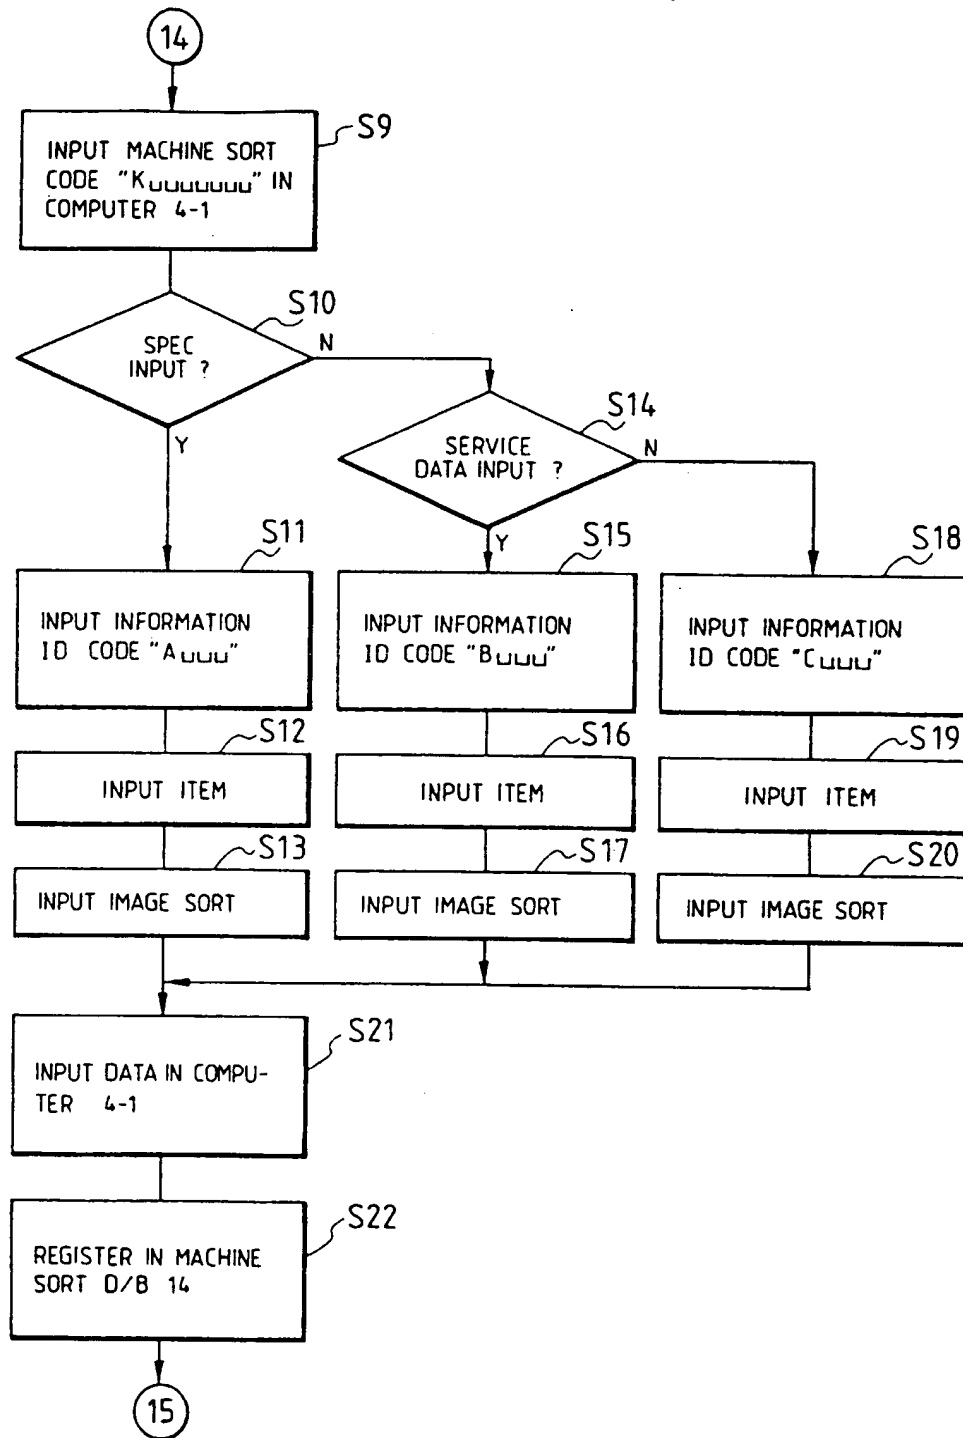 14
S9
INPUT MACHINE SORT
CODE "K␣␣␣␣␣␣␣" IN
COMPUTER 4-1
S10
SPEC
INPUT ?
N
Y
S14
SERVICE
DATA INPUT ?
N
Y
S11
INPUT INFORMATION
ID CODE "A␣␣␣"
S12
INPUT ITEM
S13
INPUT IMAGE SORT
S15
INPUT INFORMATION
ID CODE "B␣␣␣"
S16
INPUT ITEM
S17
INPUT IMAGE SORT
S18
INPUT INFORMATION
ID CODE "C␣␣␣"
S19
INPUT ITEM
S20
INPUT IMAGE SORT
S21
INPUT DATA IN COMPU-
TER 4-1
S22
REGISTER IN MACHINE
SORT D/B 14
15